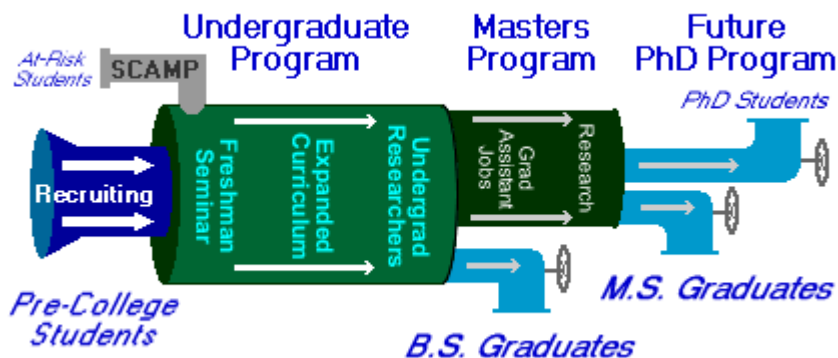 Undergraduate
Program
Masters
Program
Future
PhD Program
At-Risk
Students
SCAMP
PhD Students
Recruiting
Freshman
Seminar
Expanded
Curriculum
Undergrad
Researchers
Grad
Assistant
Jobs
Research
Pre-College
Students
B.S. Graduates
M.S. Graduates